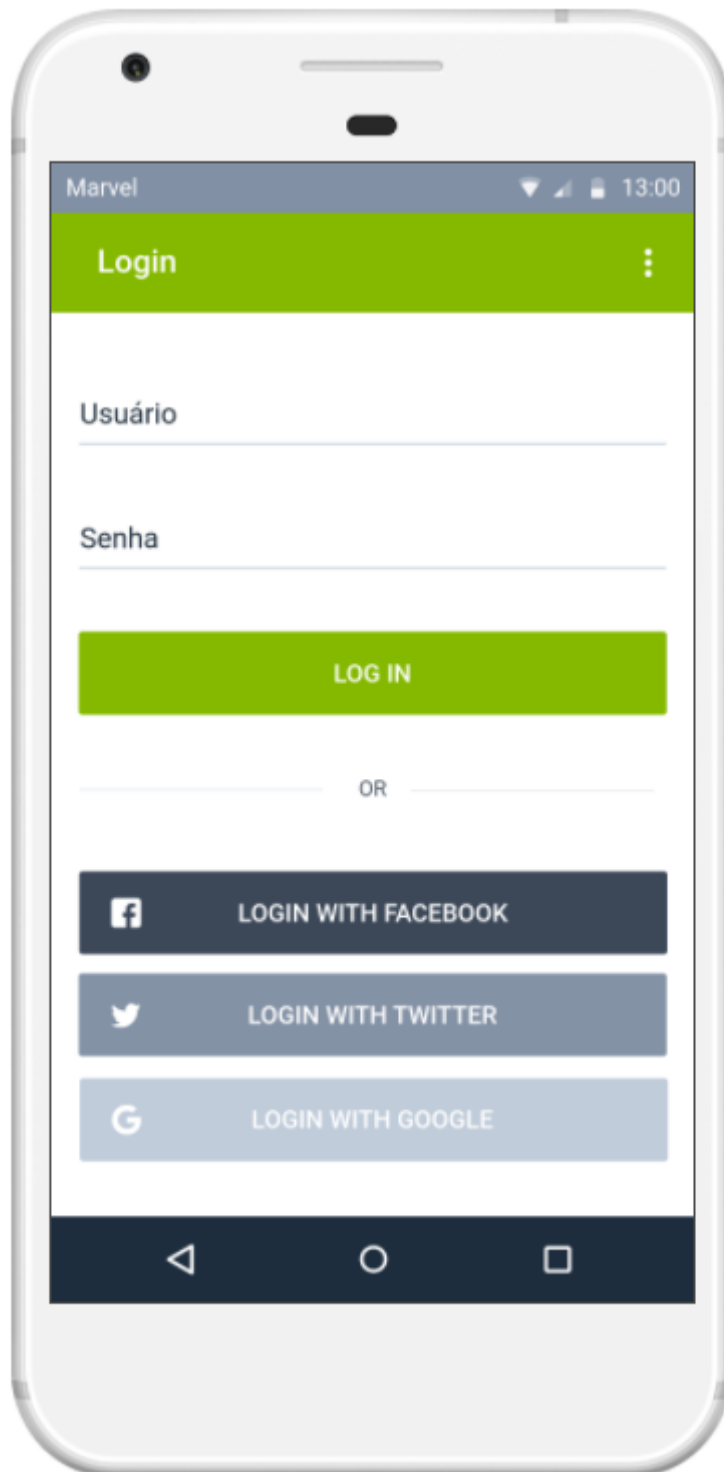 Marvel 13:00
Login
Usuário
Senha
LOG IN
OR
LOGIN WITH FACEBOOK
LOGIN WITH TWITTER
LOGIN WITH GOOGLE